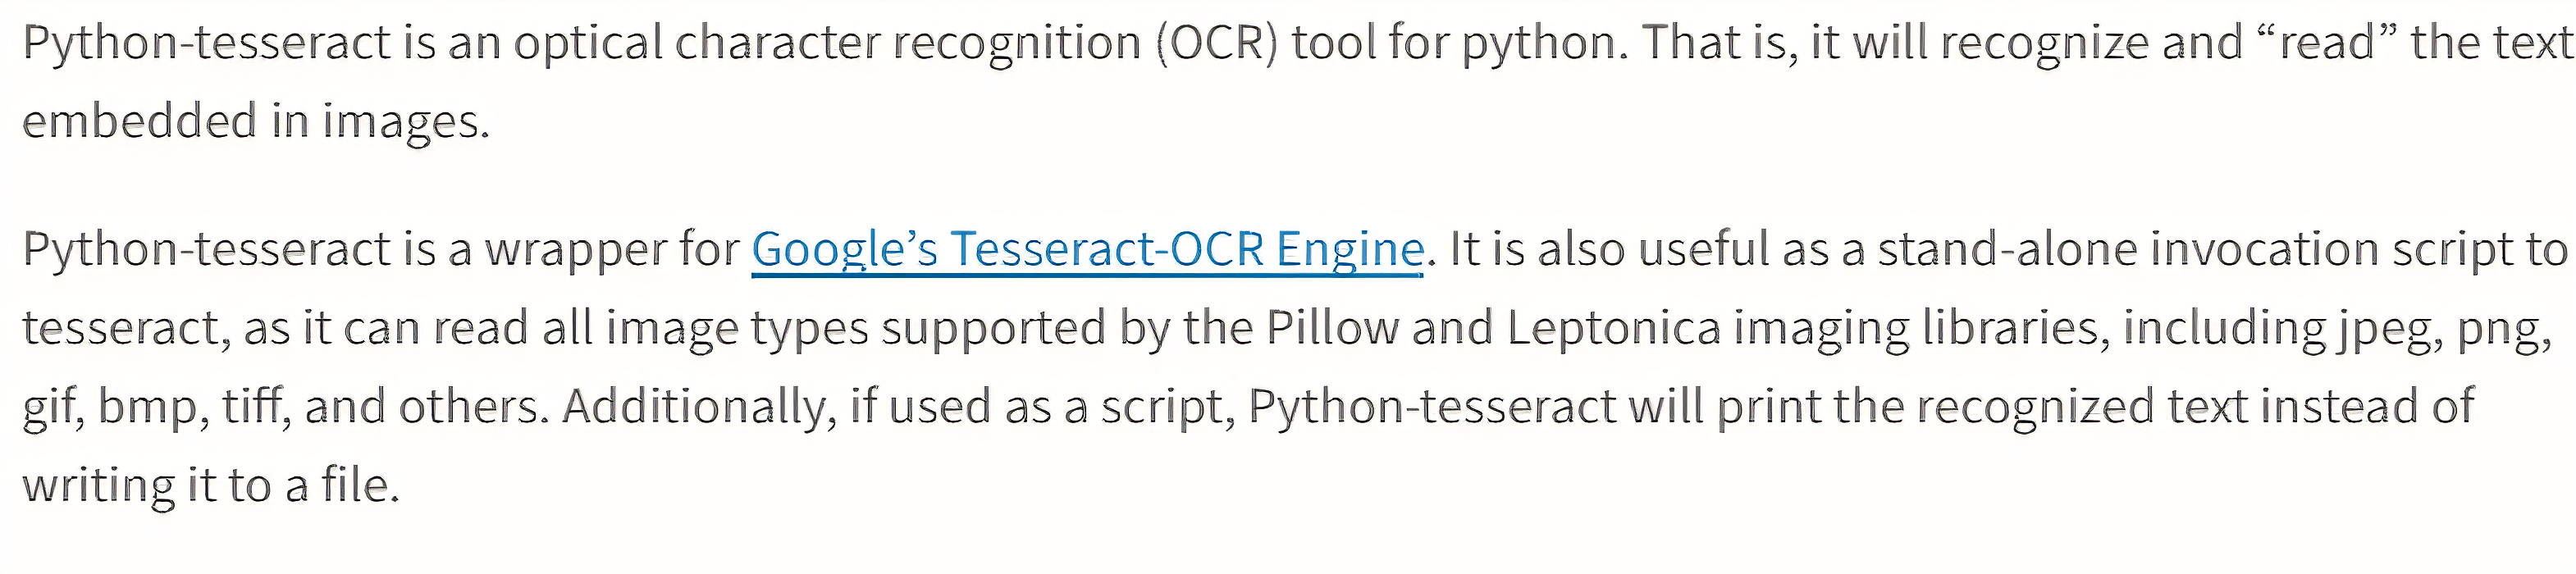 Python-tesseract is an optical character recognition (OCR) tool for python. That is, it will recognize and “read” the text
embedded in images.
Python-tesseract is a wrapper for Google’s Tesseract-OCR Engine. It is also useful as a stand-alone invocation script to
tesseract, as it can read all image types supported by the Pillow and Leptonica imaging libraries, including jpeg, png,
gif, bmp, tiff, and others. Additionally, if used as a script, Python-tesseract will print the recognized text instead of
writing it to a file.